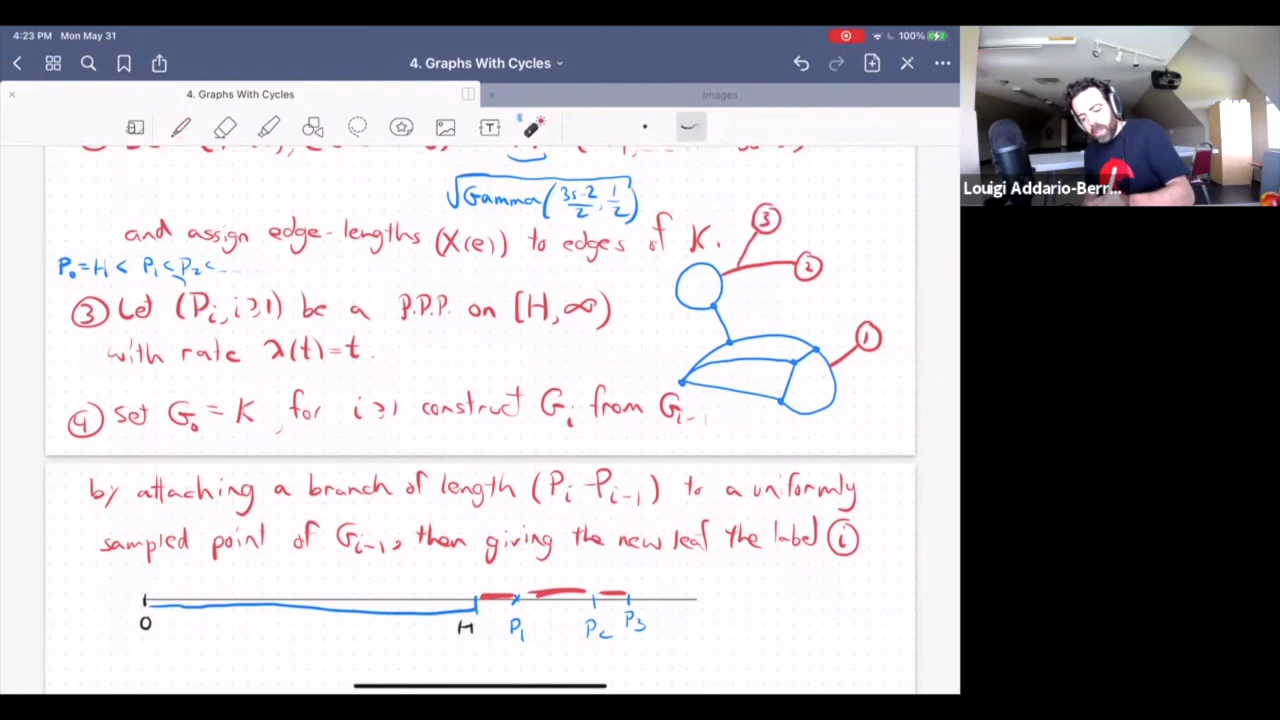 4:23 PM Mon May 31
100%
4. Graphs With Cycles
4. Graphs With Cycles
Images
Louigi Addario-Berr...
√Gamma(3s-2/2, 1/2)
and assign edge-lengths (X(e)) to edges of K.
P₀=H < P₁ < P₂ < ...
③ Let (Pᵢ, i≥1) be a P.P.P. on [H, ∞)
with rate λ(t)=t.
④ Set G₀ = K, for i≥1 construct Gᵢ from Gᵢ₋₁
③
②
①
by attaching a branch of length (Pᵢ - Pᵢ₋₁) to a uniformly
sampled point of Gᵢ₋₁, then giving the new leaf the label ⓘ
0 H P₁ P₂ P₃